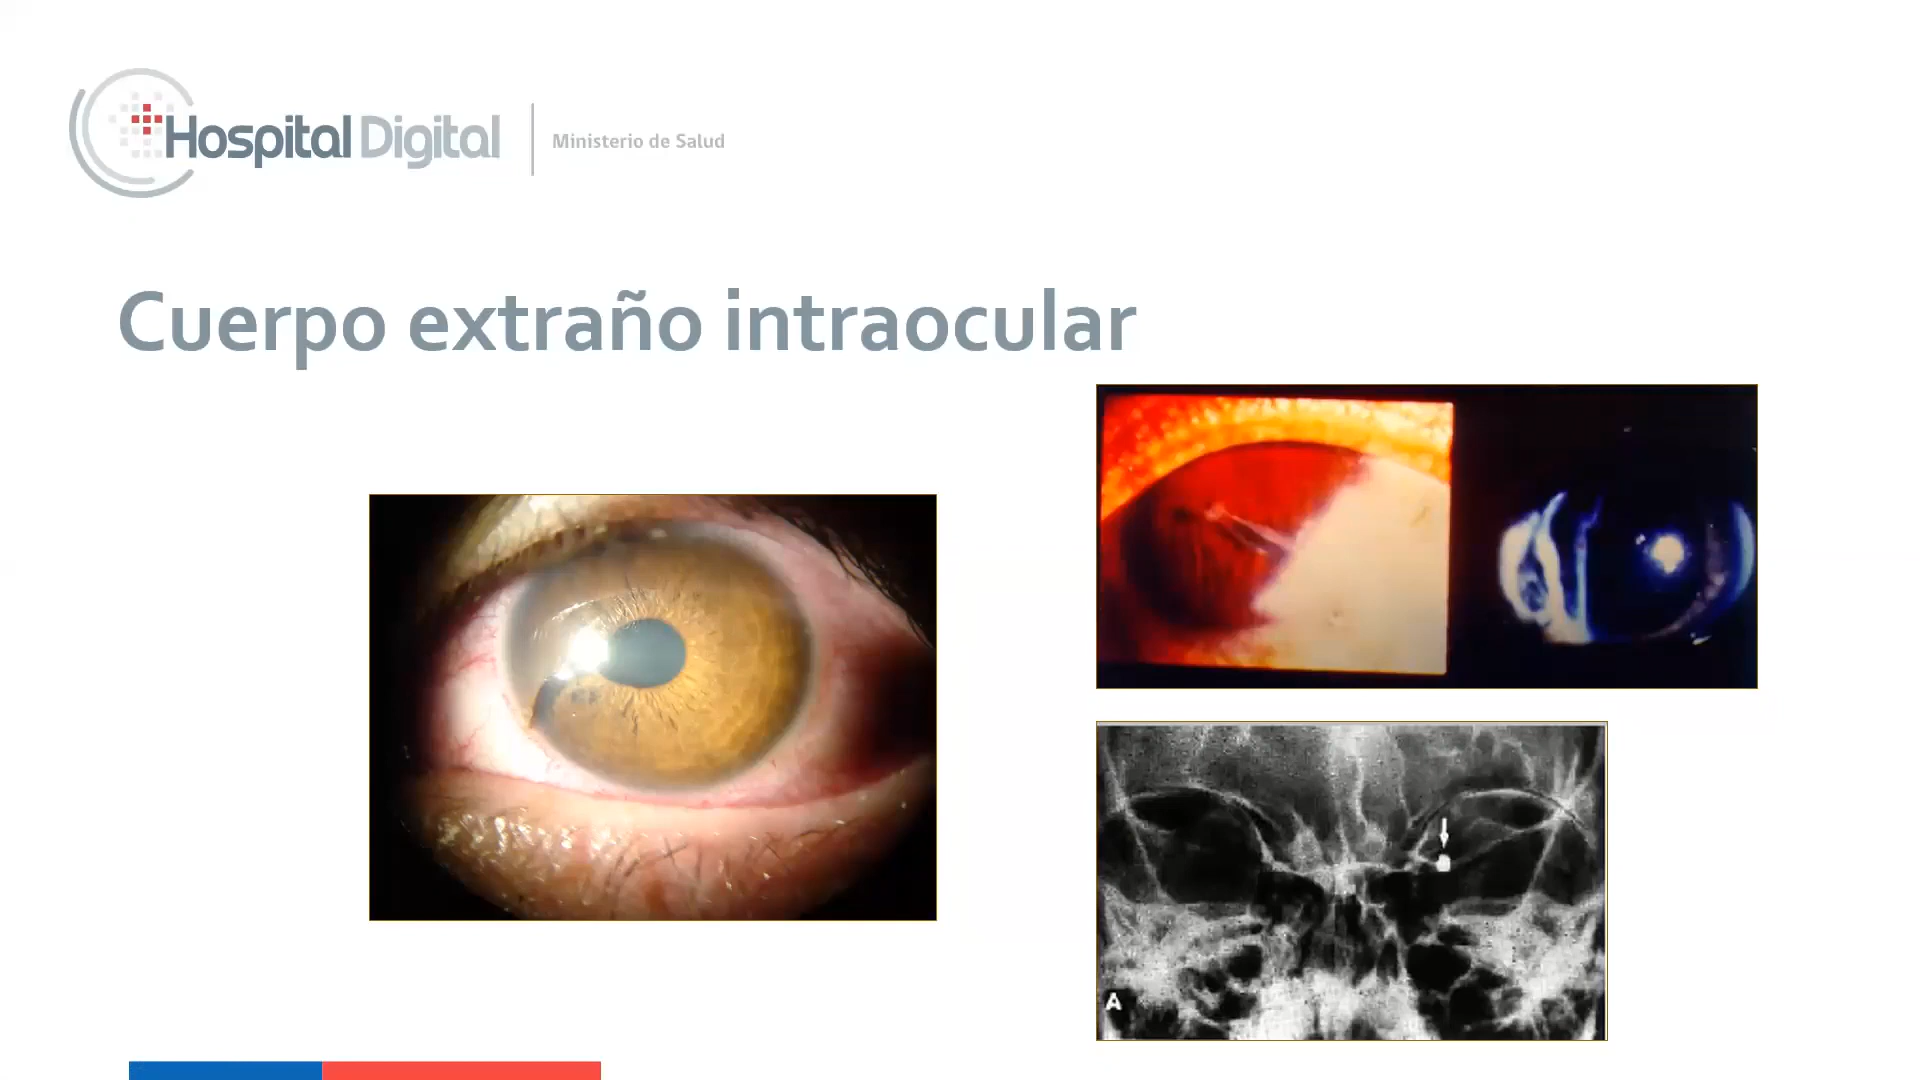 Hospital Digital
Ministerio de Salud
Cuerpo extraño intraocular
A